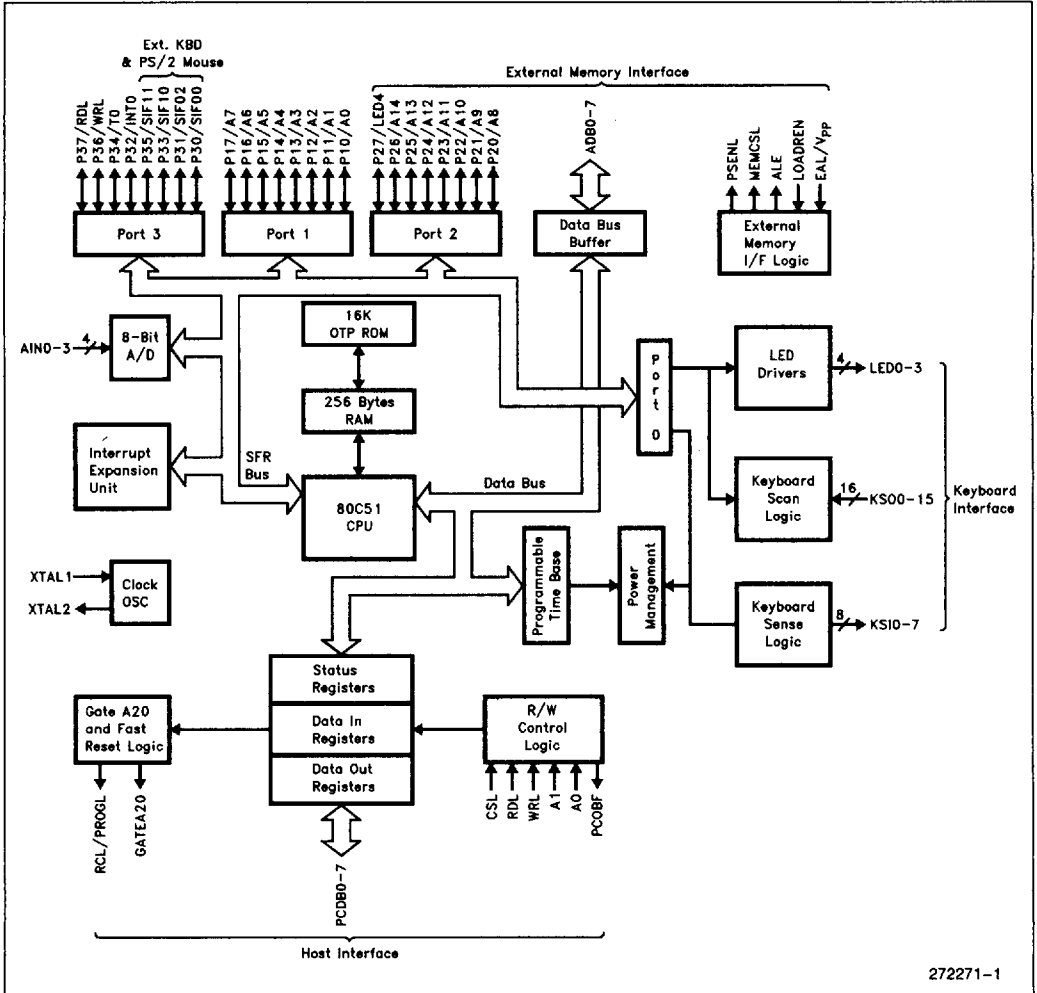 Ext. KBD
& PS/2 Mouse
External Memory Interface
P37/RDL
P36/WRL
P34/T0
P32/INT0
P35/SIF11
P33/SIF10
P31/SIF02
P30/SIF00
P17/A7
P16/A6
P15/A5
P14/A4
P13/A3
P12/A2
P11/A1
P10/A0
P27/LED4
P26/A14
P25/A13
P24/A12
P23/A11
P22/A10
P21/A9
P20/A8
ADB0-7
PSENL
MEMCSL
ALE
LOADREN
EAL/VPP
Port 3
Port 1
Port 2
Data Bus
Buffer
External
Memory
I/F Logic
AIN0-3
4
8-Bit
A/D
16K
OTP ROM
256 Bytes
RAM
Port 0
LED
Drivers
4
LED0-3
Interrupt
Expansion
Unit
SFR
Bus
80C51
CPU
Data Bus
Keyboard
Scan
Logic
16
KSO0-15
Keyboard
Interface
XTAL1
XTAL2
Clock
OSC
Programmable
Time Base
Power
Management
Keyboard
Sense
Logic
8
KSI0-7
Status
Registers
Data In
Registers
Data Out
Registers
Gate A20
and Fast
Reset Logic
R/W
Control
Logic
RCL/PROGL
GATEA20
CSL
RDL
WRL
A1
A0
PCOBF
PCDB0-7
Host Interface
272271-1